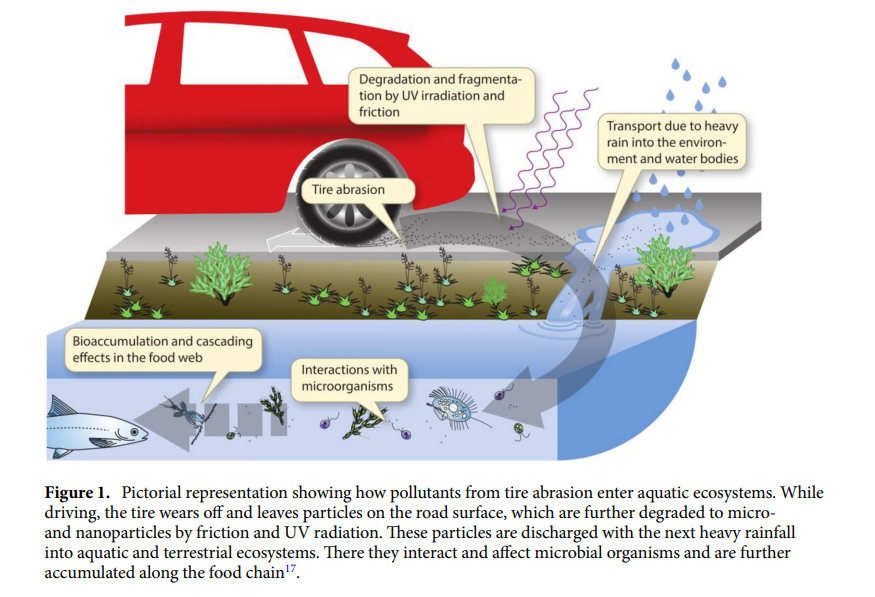 Degradation and fragmenta-
tion by UV irradiation and
friction
Transport due to heavy
rain into the environ-
ment and water bodies
Tire abrasion
Bioaccumulation and cascading
effects in the food web
Interactions with
microorganisms
Figure 1. Pictorial representation showing how pollutants from tire abrasion enter aquatic ecosystems. While
driving, the tire wears off and leaves particles on the road surface, which are further degraded to micro-
and nanoparticles by friction and UV radiation. These particles are discharged with the next heavy rainfall
into aquatic and terrestrial ecosystems. There they interact and affect microbial organisms and are further
accumulated along the food chain17.